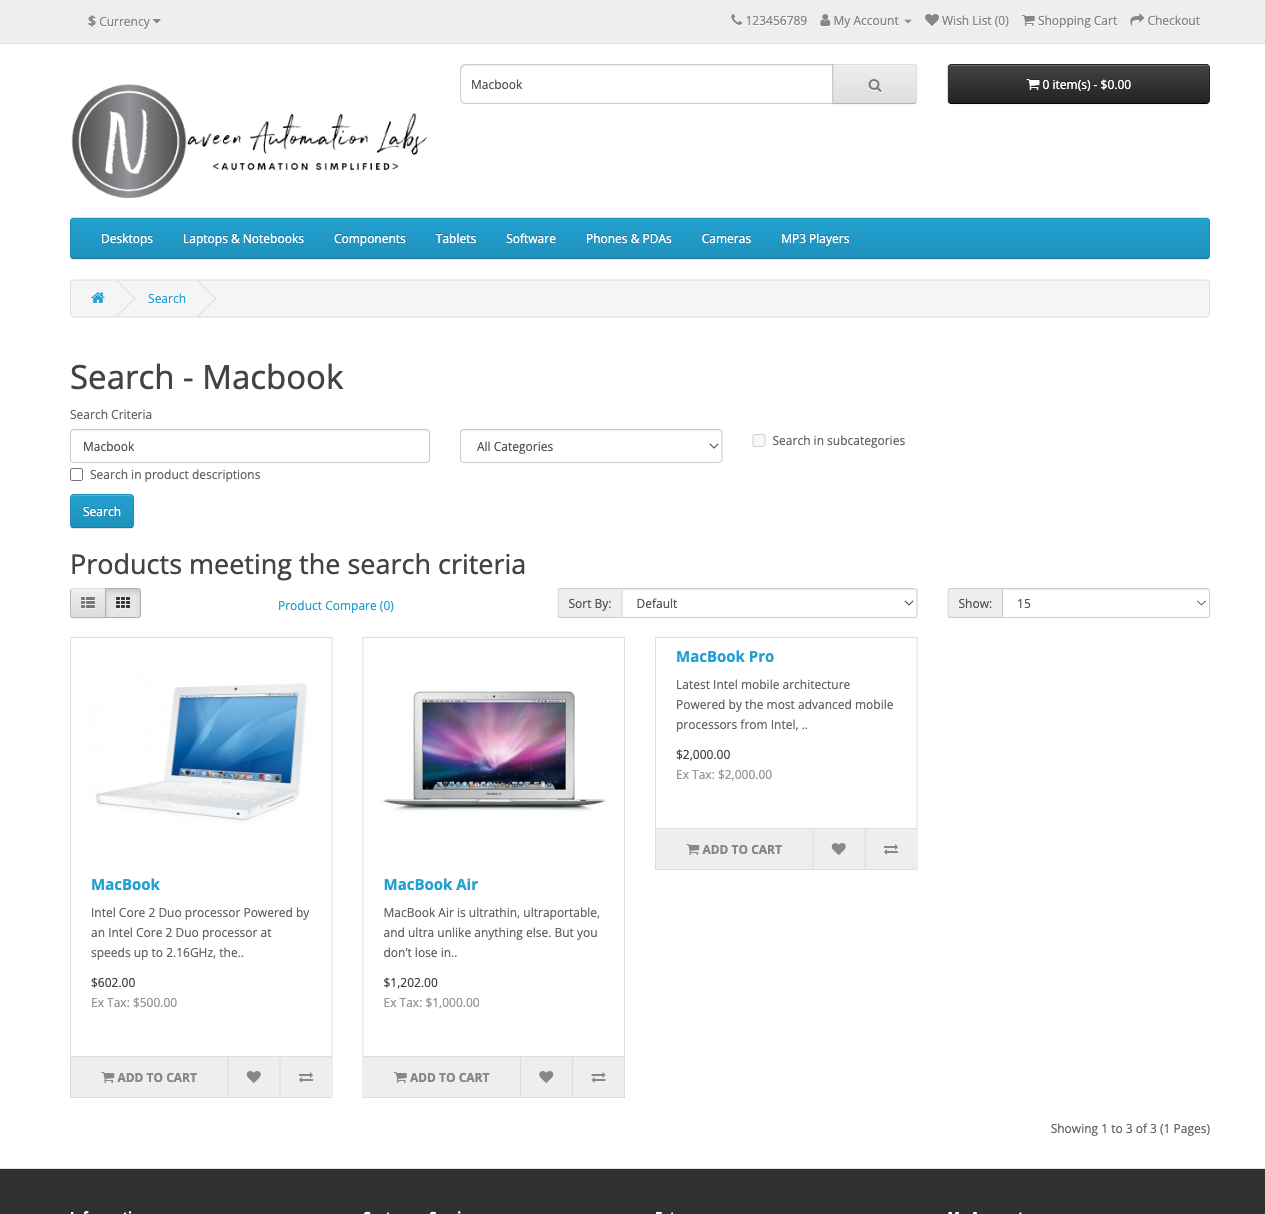 $ Currency
123456789 My Account Wish List (0) Shopping Cart Checkout
Macbook
0 item(s) - $0.00
N aveen Automation Labs
<AUTOMATION SIMPLIFIED>
Desktops Laptops & Notebooks Components Tablets Software Phones & PDAs Cameras MP3 Players
Search
Search - Macbook
Search Criteria
Macbook
All Categories
Search in subcategories
Search in product descriptions
Search
Products meeting the search criteria
Product Compare (0)
Sort By: Default
Show: 15
MacBook
Intel Core 2 Duo processor Powered by
an Intel Core 2 Duo processor at
speeds up to 2.16GHz, the..
$602.00
Ex Tax: $500.00
ADD TO CART
MacBook Air
MacBook Air is ultrathin, ultraportable,
and ultra unlike anything else. But you
don’t lose in..
$1,202.00
Ex Tax: $1,000.00
ADD TO CART
MacBook Pro
Latest Intel mobile architecture
Powered by the most advanced mobile
processors from Intel, ..
$2,000.00
Ex Tax: $2,000.00
ADD TO CART
Showing 1 to 3 of 3 (1 Pages)